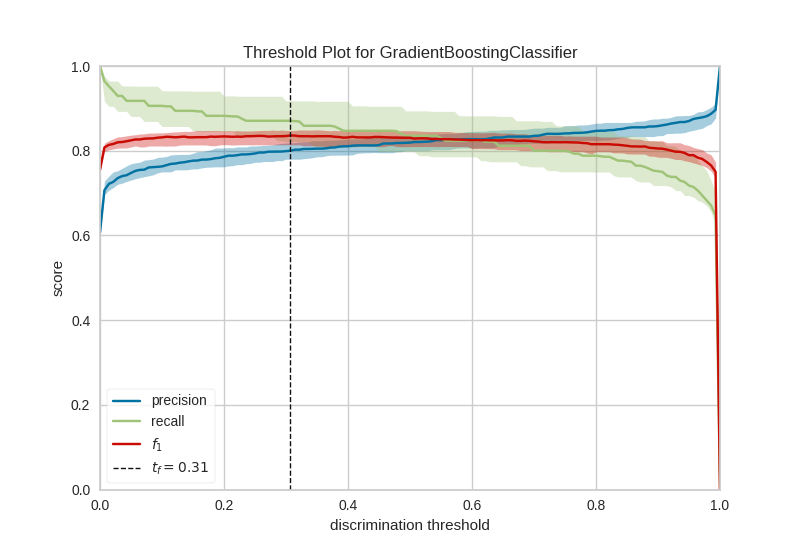 Threshold Plot for GradientBoostingClassifier
1.0
0.8
0.6
0.4
0.2
0.0
score
precision
recall
f₁
t_f = 0.31
0.0 0.2 0.4 0.6 0.8 1.0
discrimination threshold